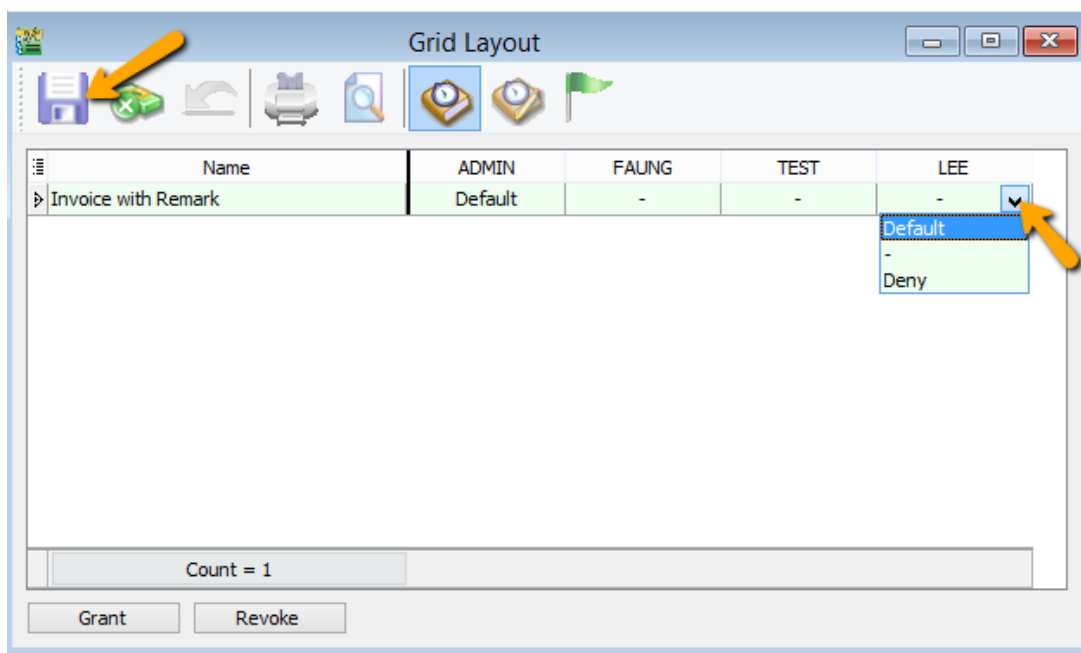 Grid Layout
Name ADMIN FAUNG TEST LEE
Invoice with Remark Default - - -
Default
-
Deny
Count = 1
Grant Revoke